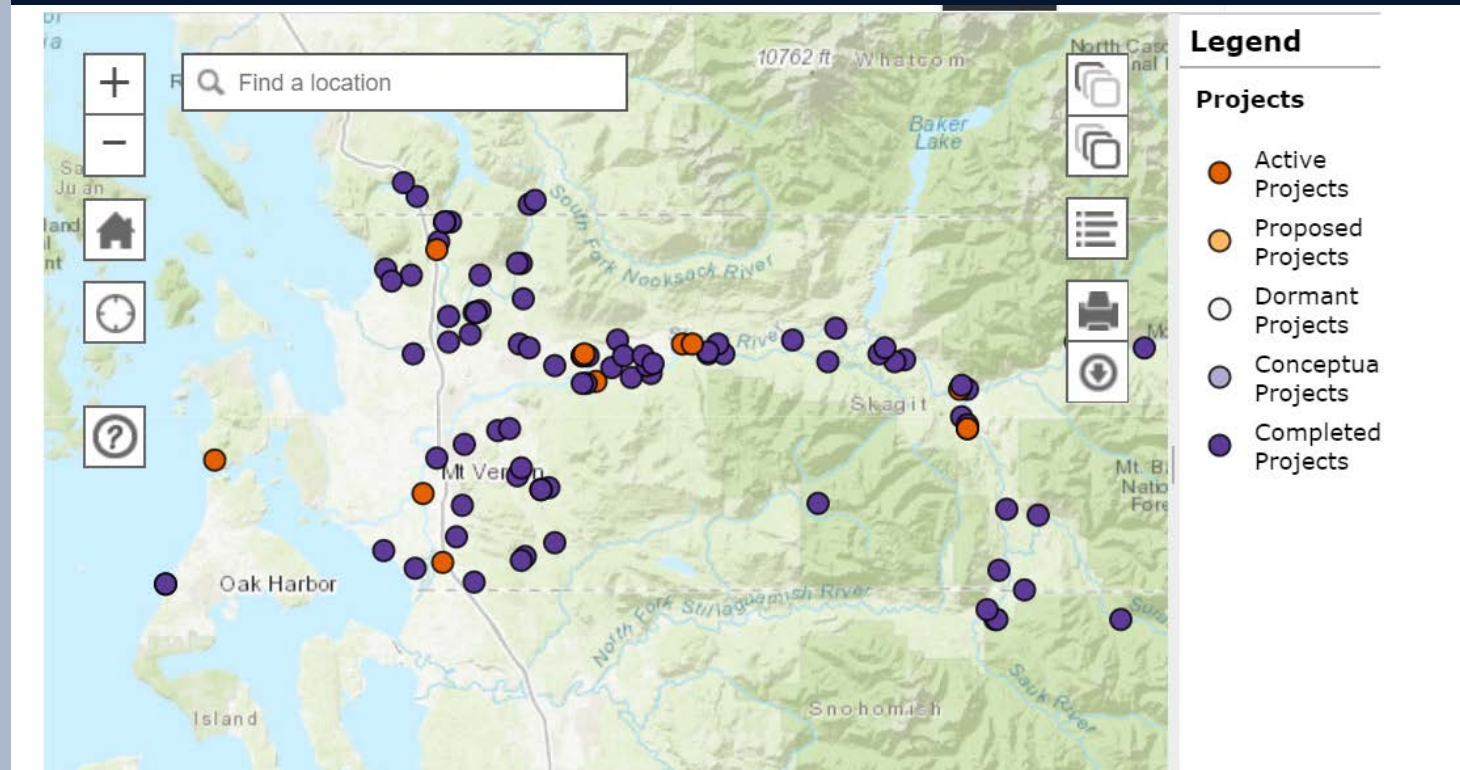 Find a location
10762 ft
Whatcom
Baker
Lake
South Fork Nooksack River
River
Skagit
Mt Vernon
Oak Harbor
North Fork Stillaguamish River
Island
Snohomish
Sauk River
Legend
Projects
Active
Projects
Proposed
Projects
Dormant
Projects
Conceptua
Projects
Completed
Projects